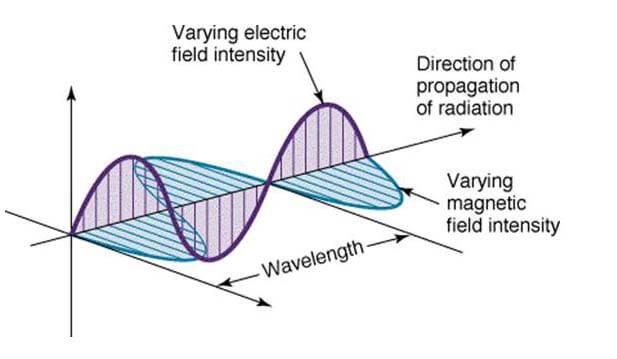 Varying electric
field intensity
Direction of
propagation
of radiation
Varying
magnetic
field intensity
Wavelength